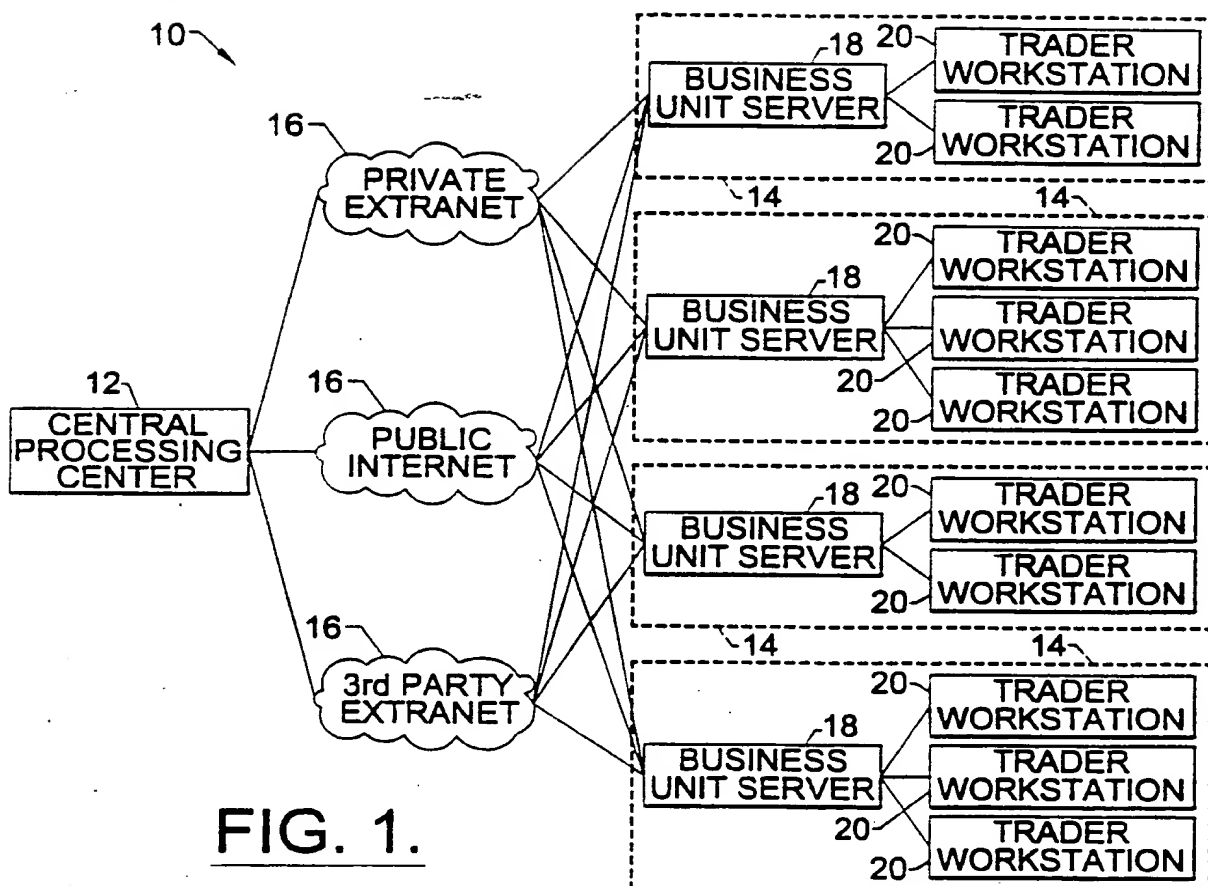 10
18
20
TRADER
WORKSTATION
BUSINESS
UNIT SERVER
TRADER
WORKSTATION
20
16
PRIVATE
EXTRANET
14
14
20
TRADER
WORKSTATION
18
BUSINESS
UNIT SERVER
TRADER
WORKSTATION
20
TRADER
WORKSTATION
20
12
CENTRAL
PROCESSING
CENTER
16
PUBLIC
INTERNET
18
20
TRADER
WORKSTATION
BUSINESS
UNIT SERVER
TRADER
WORKSTATION
20
16
3rd PARTY
EXTRANET
14
14
20
TRADER
WORKSTATION
18
BUSINESS
UNIT SERVER
TRADER
WORKSTATION
20
TRADER
WORKSTATION
20
FIG. 1.